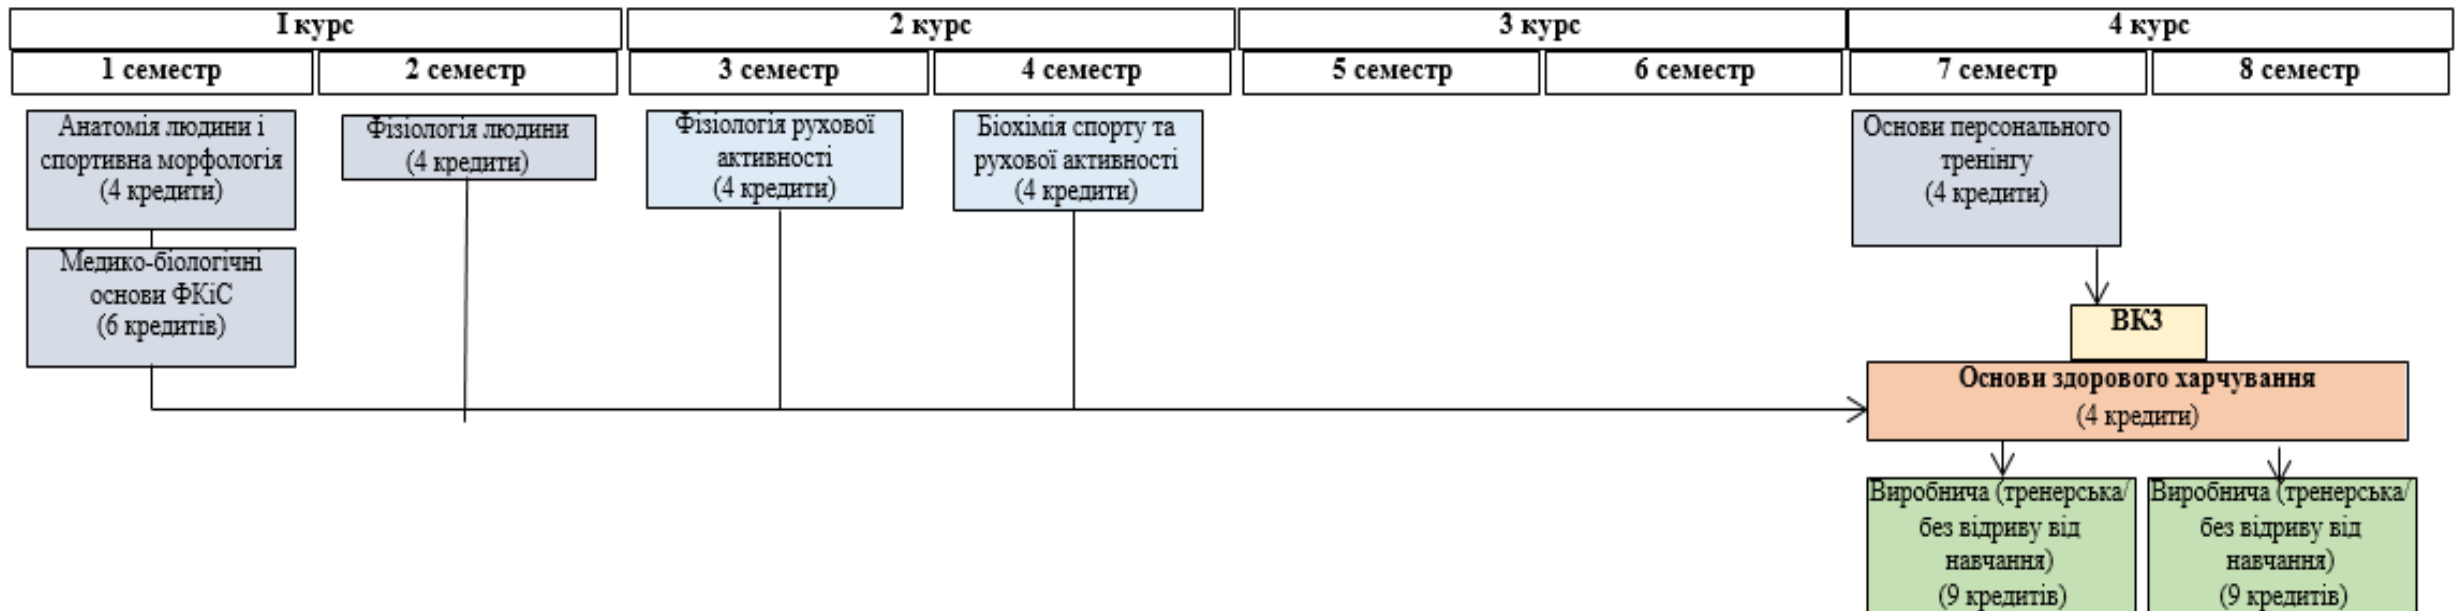 I курс
2 курс
3 курс
4 курс
1 семестр
2 семестр
3 семестр
4 семестр
5 семестр
6 семестр
7 семестр
8 семестр
Анатомія людини і
спортивна морфологія
(4 кредити)
Фізіологія людини
(4 кредити)
Фізіологія рухової
активності
(4 кредити)
Біохімія спорту та
рухової активності
(4 кредити)
Основи персонального
тренінгу
(4 кредити)
Медико-біологічні
основи ФКіС
(6 кредитів)
ВК3
Основи здорового харчування
(4 кредити)
Виробнича (тренерська/
без відриву від
навчання)
(9 кредитів)
Виробнича (тренерська/
без відриву від
навчання)
(9 кредитів)